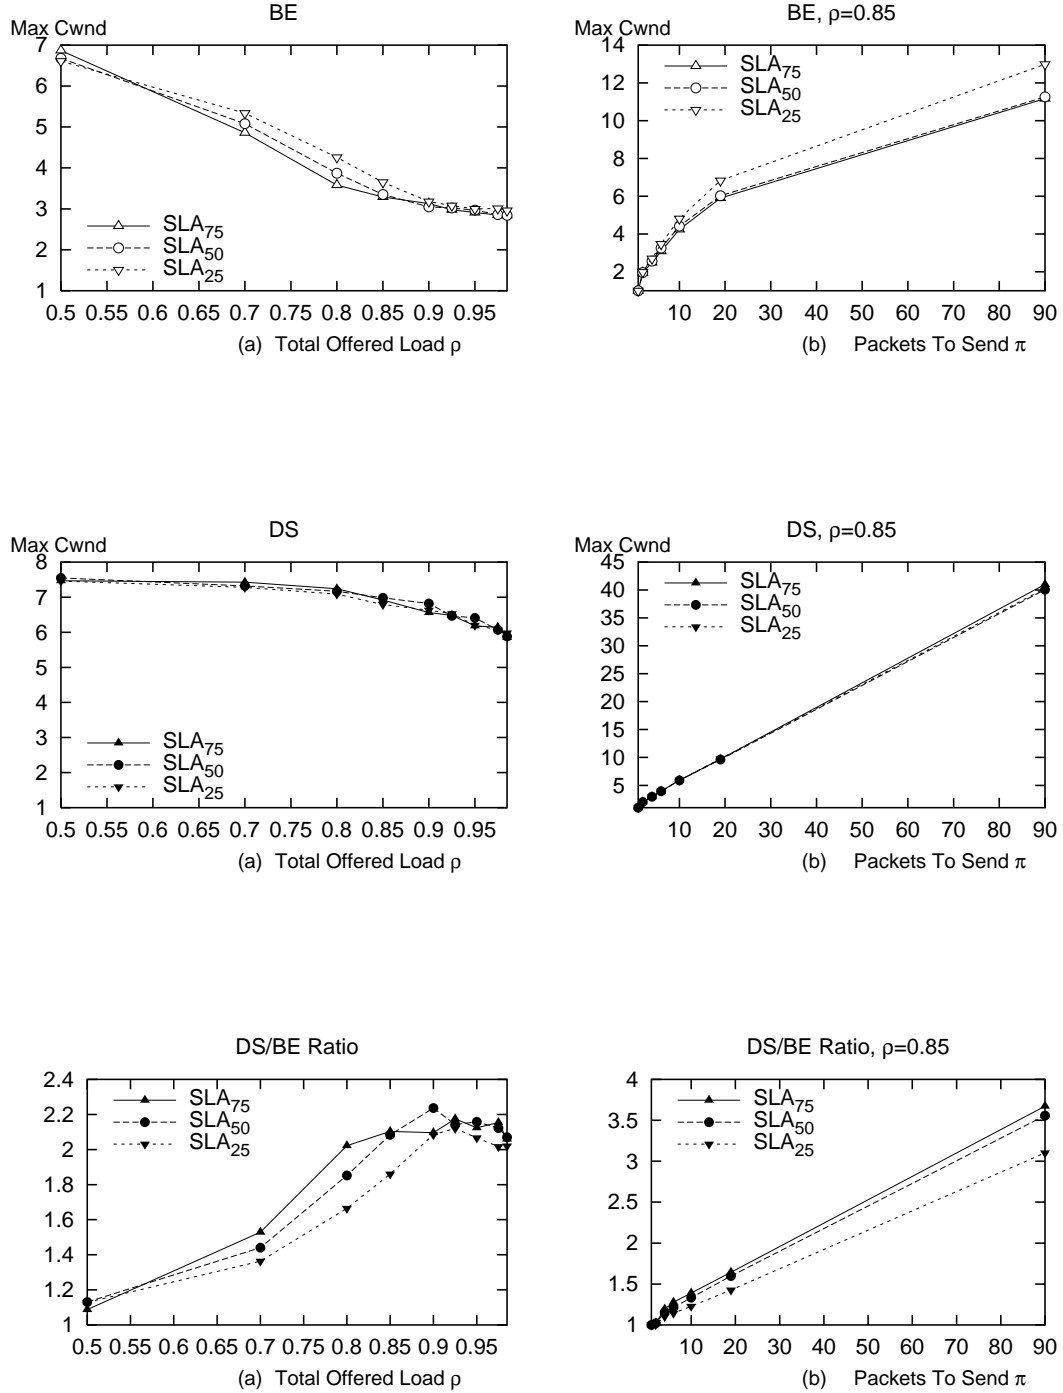 BE
Max Cwnd
7
6
5
4
3
2
1
SLA75
SLA50
SLA25
0.5 0.55 0.6 0.65 0.7 0.75 0.8 0.85 0.9 0.95
(a) Total Offered Load ρ
BE, ρ=0.85
Max Cwnd
14
12
10
8
6
4
2
SLA75
SLA50
SLA25
10 20 30 40 50 60 70 80 90
(b) Packets To Send π
DS
Max Cwnd
8
7
6
5
4
3
2
1
SLA75
SLA50
SLA25
0.5 0.55 0.6 0.65 0.7 0.75 0.8 0.85 0.9 0.95
(a) Total Offered Load ρ
DS, ρ=0.85
Max Cwnd
45
40
35
30
25
20
15
10
5
SLA75
SLA50
SLA25
10 20 30 40 50 60 70 80 90
(b) Packets To Send π
DS/BE Ratio
2.4
2.2
2
1.8
1.6
1.4
1.2
1
SLA75
SLA50
SLA25
0.5 0.55 0.6 0.65 0.7 0.75 0.8 0.85 0.9 0.95
(a) Total Offered Load ρ
DS/BE Ratio, ρ=0.85
4
3.5
3
2.5
2
1.5
1
SLA75
SLA50
SLA25
10 20 30 40 50 60 70 80 90
(b) Packets To Send π